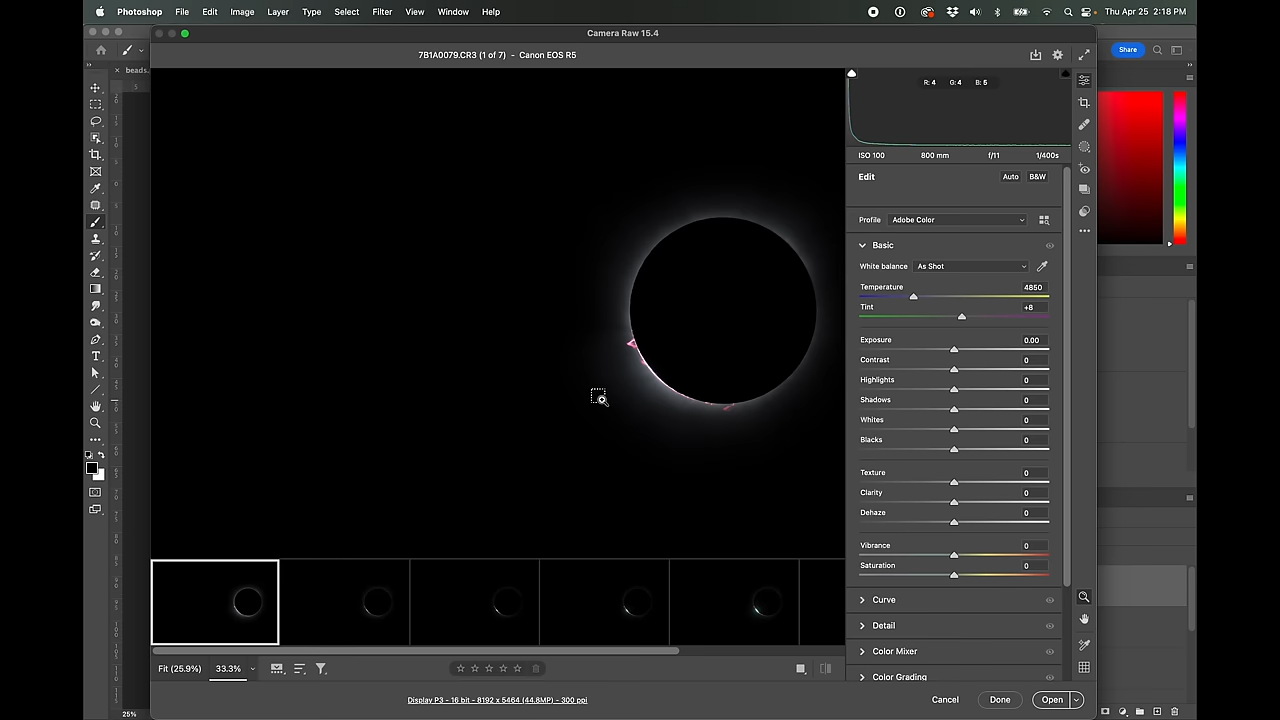 Photoshop File Edit Image Layer Type Select Filter View Window Help Thu Apr 25 2:18 PM
Camera Raw 15.4
Share
7B1A0079.CR3 (1 of 7) - Canon EOS R5
beads.
R: 4 G: 4 B: 5
ISO 100 800 mm f/11 1/400s
Edit Auto B&W
Profile Adobe Color
Basic
White balance As Shot
Temperature 4850
Tint +8
Exposure 0.00
Contrast 0
Highlights 0
Shadows 0
Whites 0
Blacks 0
Texture 0
Clarity 0
Dehaze 0
Vibrance 0
Saturation 0
Curve
Detail
Color Mixer
Color Grading
Fit (25.9%) 33.3%
Display P3 - 16 bit - 8192 x 5464 (44.8MP) - 300 ppi
Cancel Done Open
25%